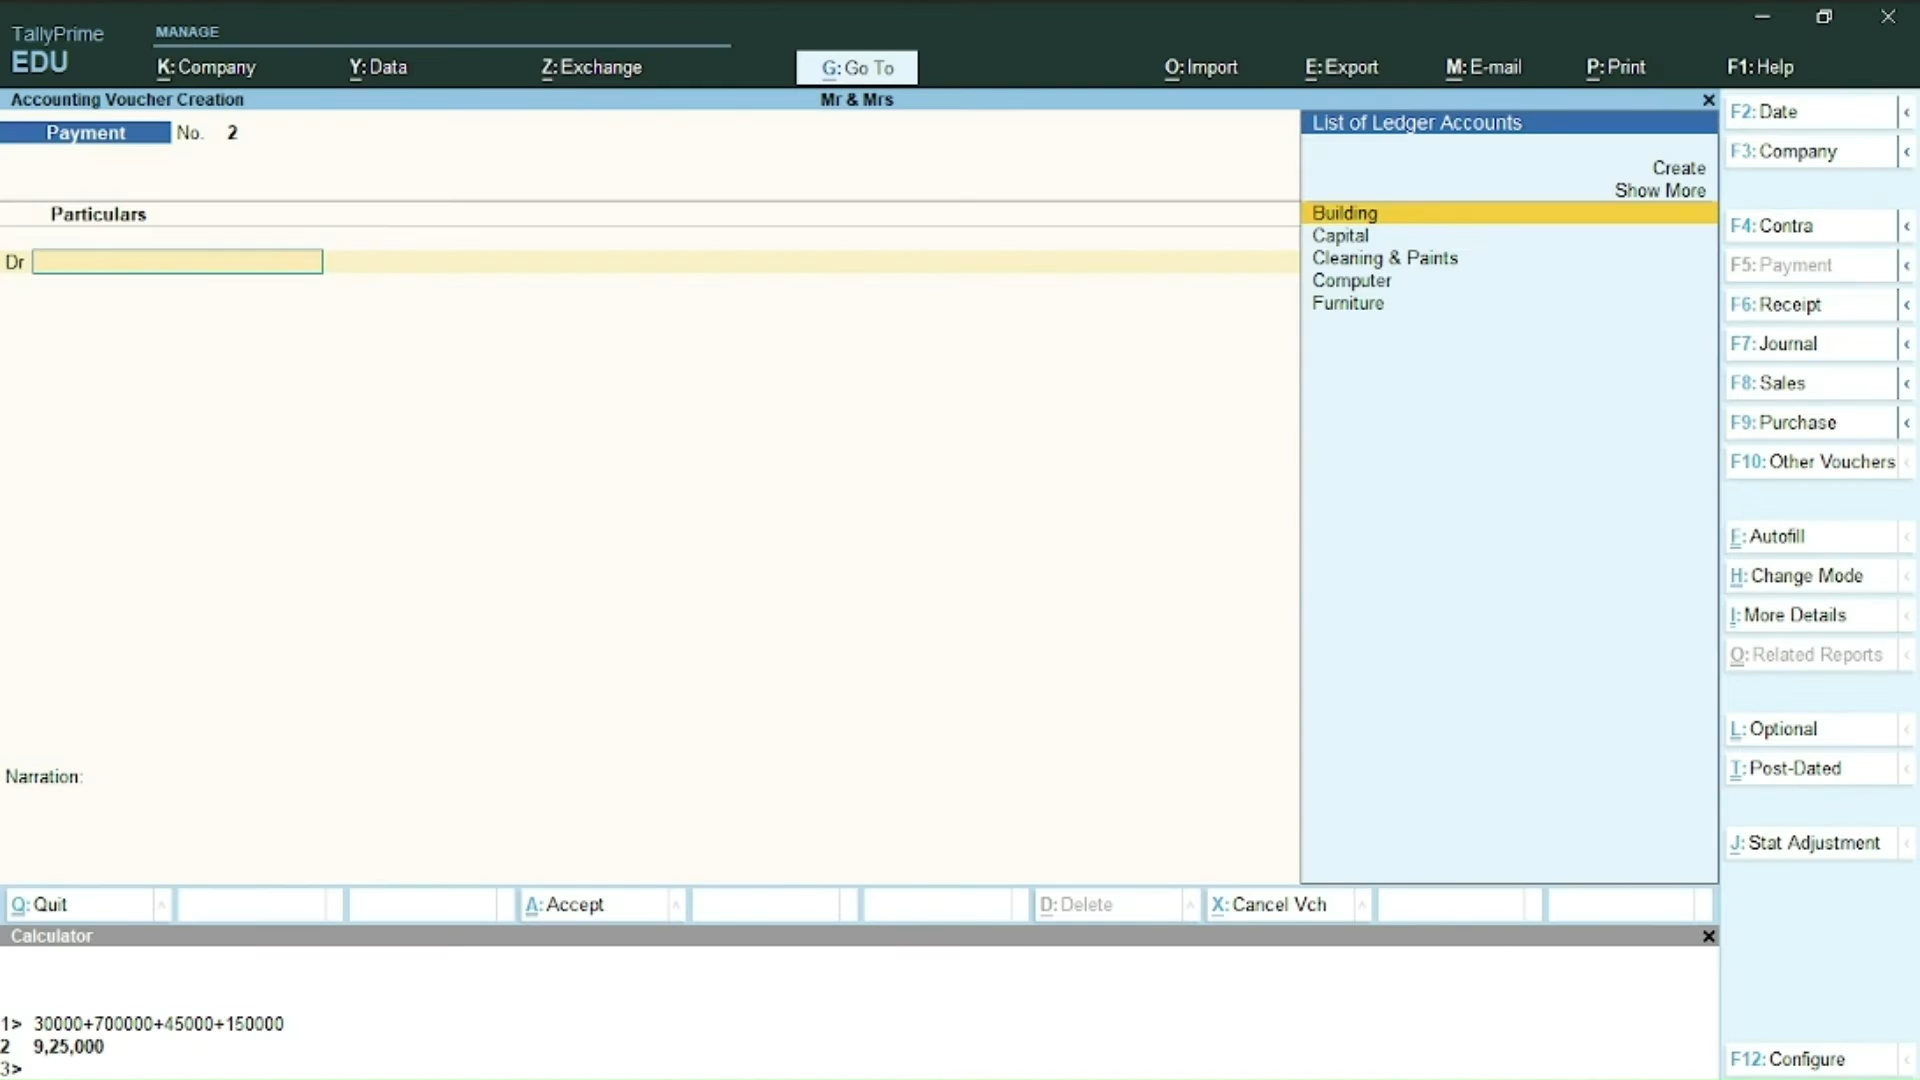 TallyPrime
EDU
MANAGE
K: Company
Y: Data
Z: Exchange
G: Go To
O: Import
E: Export
M: E-mail
P: Print
F1: Help
Accounting Voucher Creation
Mr & Mrs
Payment No. 2
Particulars
Dr
List of Ledger Accounts
Create
Show More
Building
Capital
Cleaning & Paints
Computer
Furniture
F2: Date
F3: Company
F4: Contra
F5: Payment
F6: Receipt
F7: Journal
F8: Sales
F9: Purchase
F10: Other Vouchers
F: Autofill
H: Change Mode
I: More Details
O: Related Reports
L: Optional
T: Post-Dated
J: Stat Adjustment
F12: Configure
Narration:
Q: Quit
A: Accept
D: Delete
X: Cancel Vch
Calculator
1> 30000+700000+45000+150000
2 9,25,000
3>